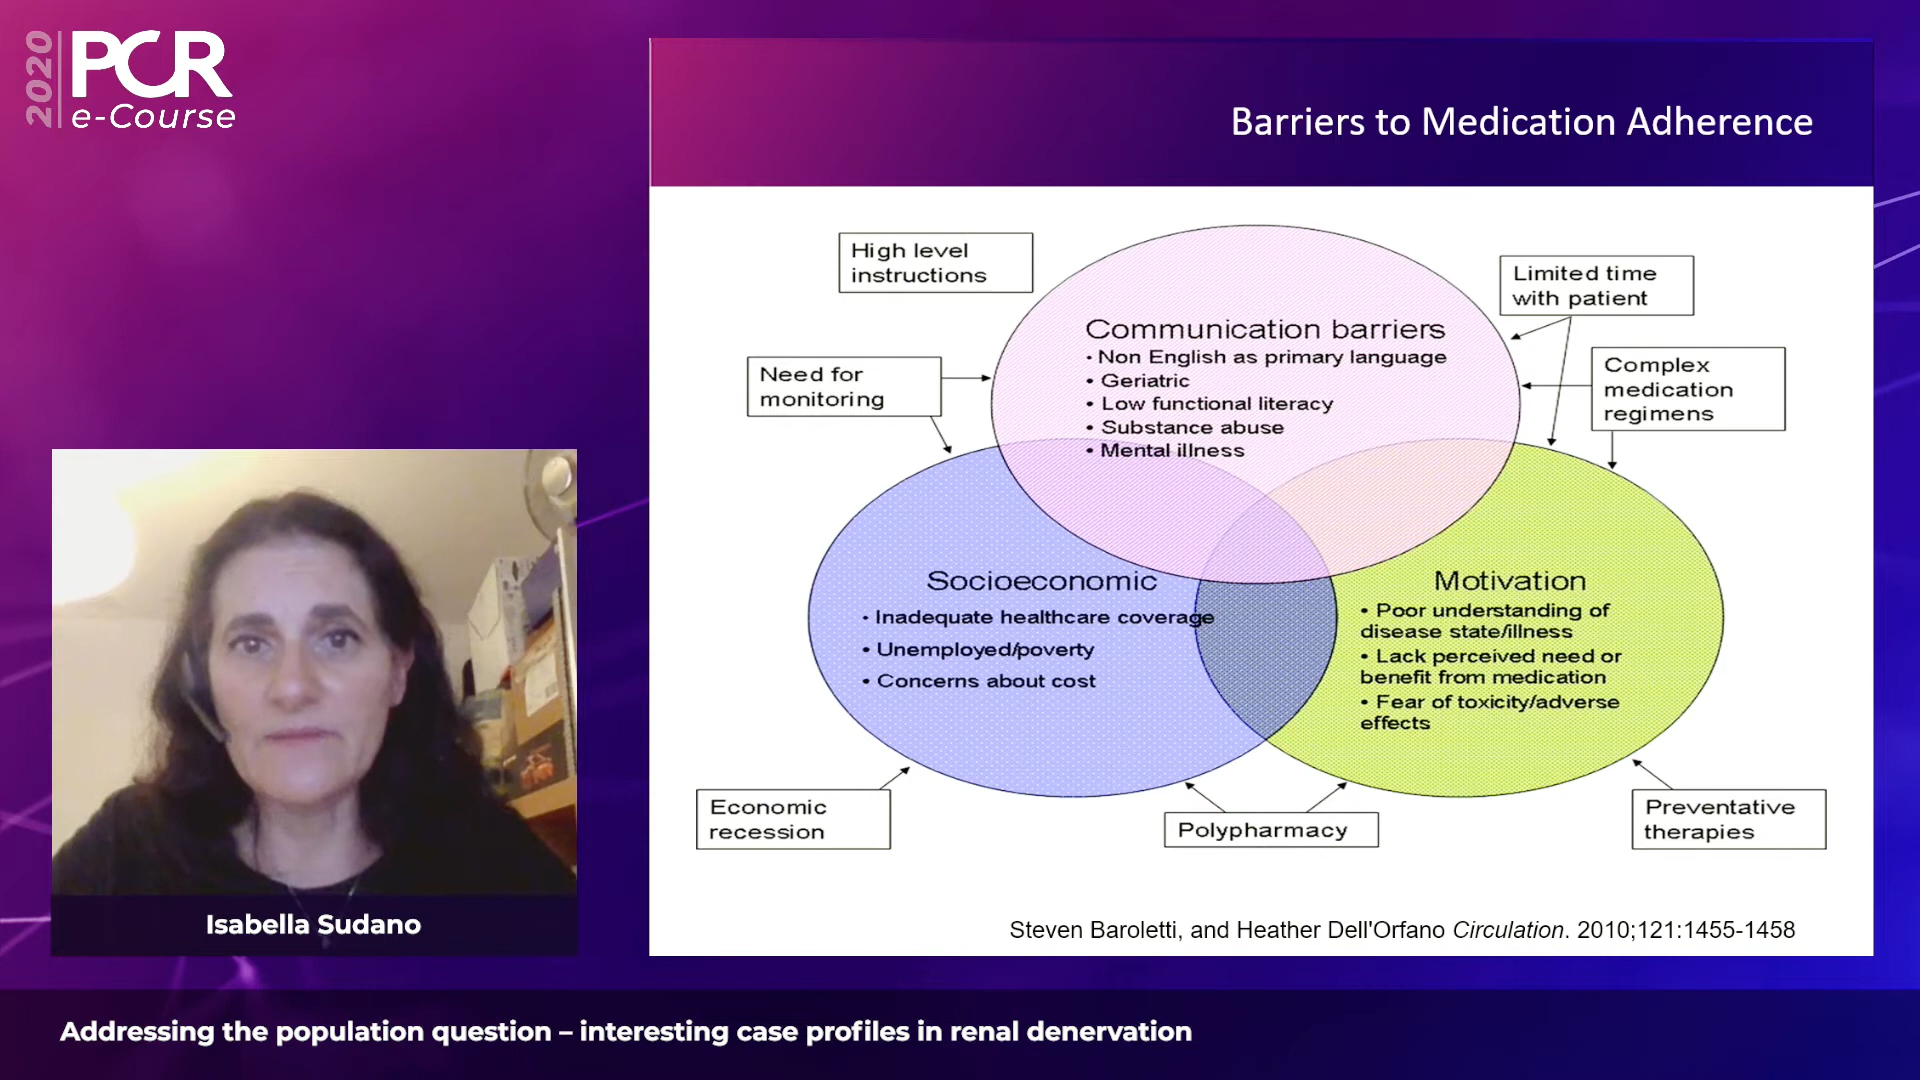 2020
PCR
e-Course
Barriers to Medication Adherence
High level
instructions
Limited time
with patient
Need for
monitoring
Complex
medication
regimens
Communication barriers
• Non English as primary language
• Geriatric
• Low functional literacy
• Substance abuse
• Mental illness
Socioeconomic
• Inadequate healthcare coverage
• Unemployed/poverty
• Concerns about cost
Motivation
• Poor understanding of
disease state/illness
• Lack perceived need or
benefit from medication
• Fear of toxicity/adverse
effects
Economic
recession
Polypharmacy
Preventative
therapies
Steven Baroletti, and Heather Dell'Orfano Circulation. 2010;121:1455-1458
Isabella Sudano
Addressing the population question – interesting case profiles in renal denervation